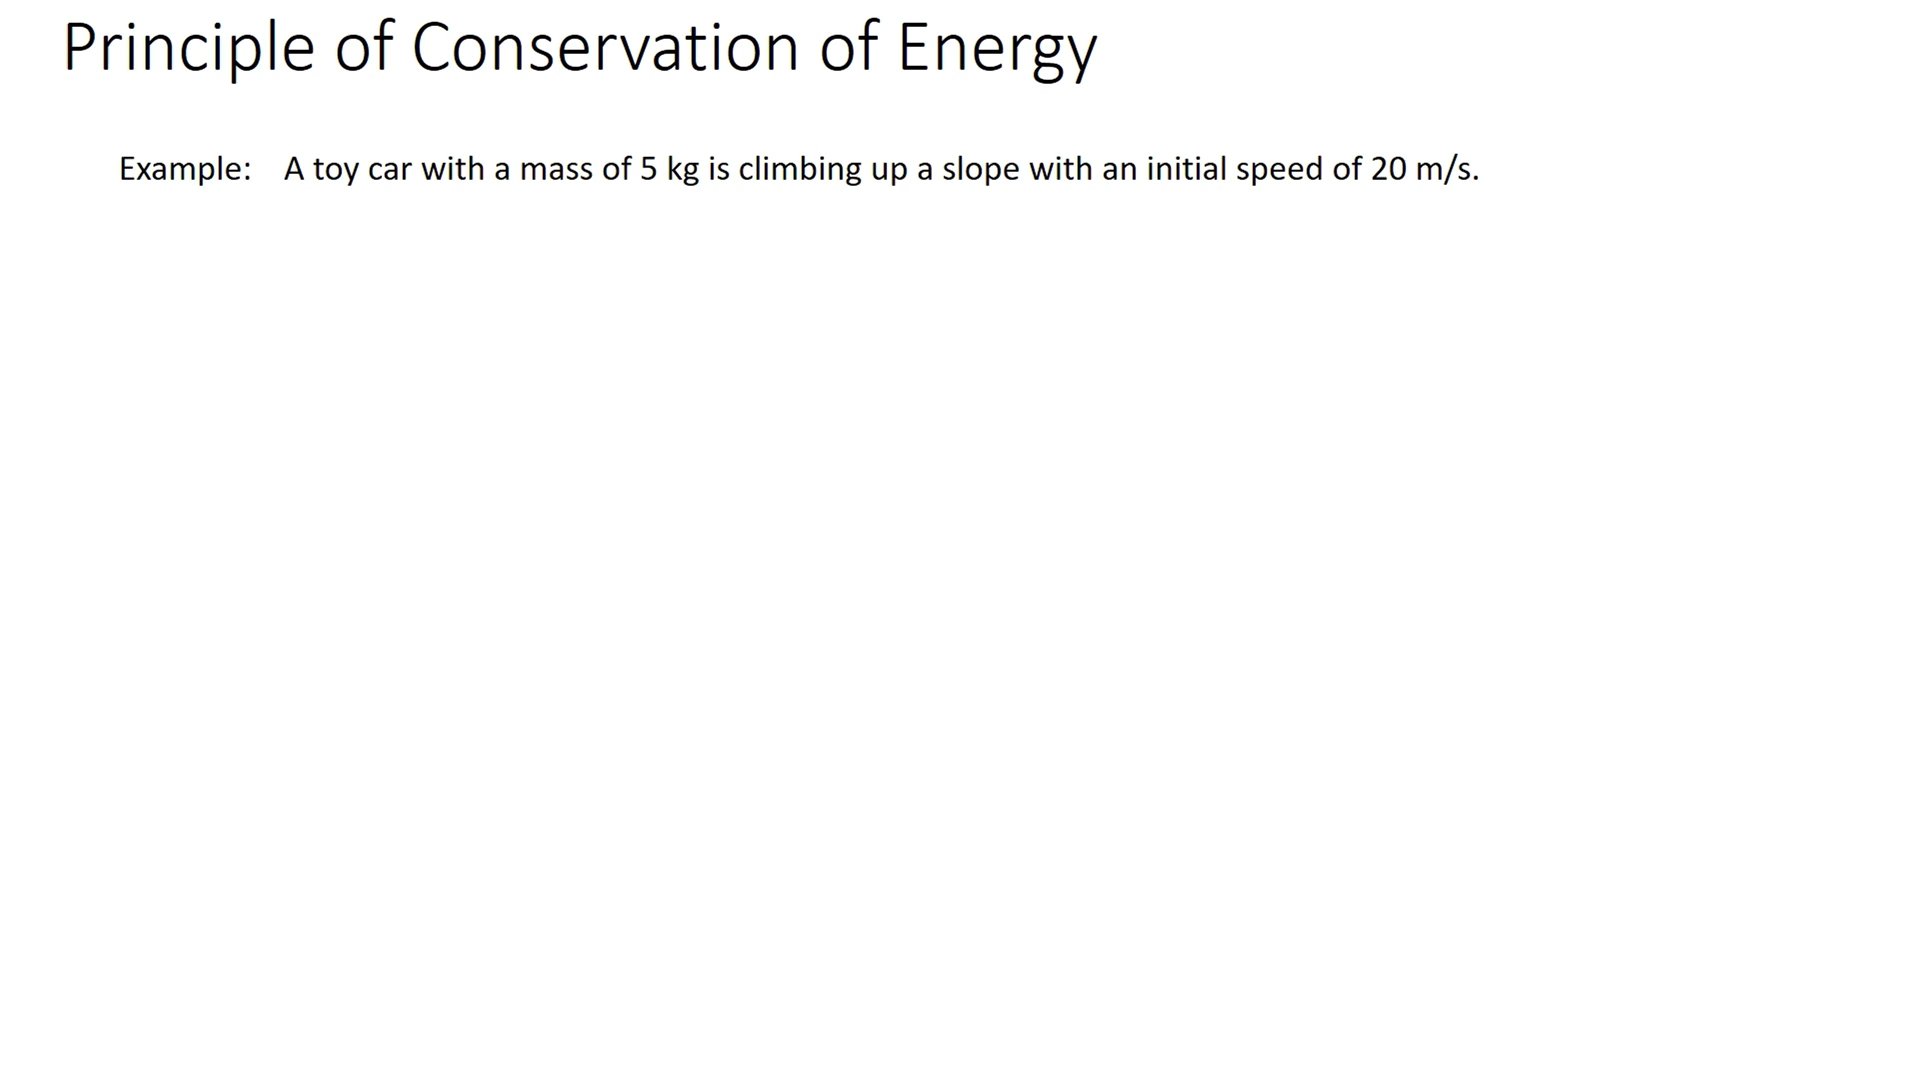 Principle of Conservation of Energy
Example: A toy car with a mass of 5 kg is climbing up a slope with an initial speed of 20 m/s.